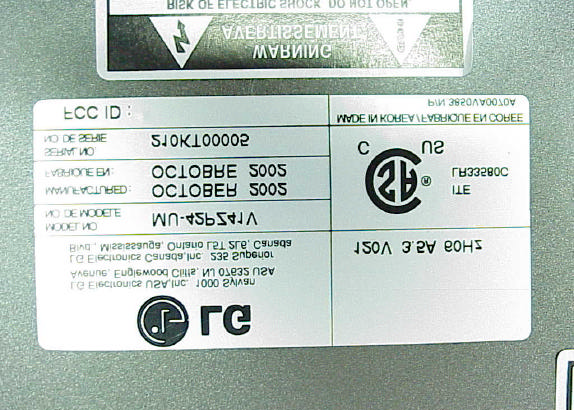 LG
LG Electronics USA,Inc. 1000 Sylvan
Avenue, Englewood Cliffs, NJ 07632 USA
LG Electronics Canada,Inc. 235 Superior
Blvd., Mississauga, Ontario L5T 2L6, Canada
120V 3.5A 60Hz
MODEL NO
NO DE MODELE
MU-42PZ41V
MANUFACTURED: OCTOBER 2002
FABRIQUE EN: OCTOBRE 2002
SERIAL NO
NO DE SERIE
210KT00005
FCC ID :
ITE
LR33580C
SA ®
C US
MADE IN KOREA / FABRIQUE EN COREE
P/N 3850VA0070A
WARNING
AVERTISSEMENT
RISK OF ELECTRIC SHOCK DO NOT OPEN.